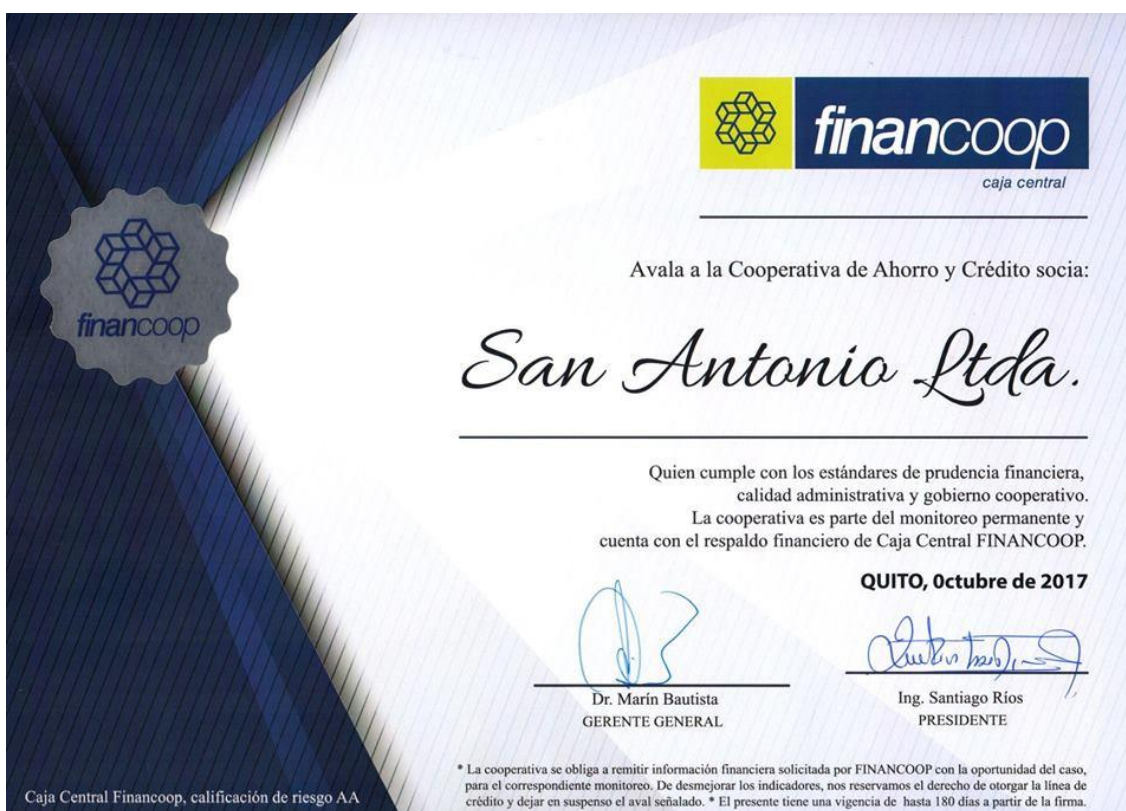 financoop
caja central
financoop
Avala a la Cooperativa de Ahorro y Crédito socia:
San Antonio Ltda.
Quien cumple con los estándares de prudencia financiera,
calidad administrativa y gobierno cooperativo.
La cooperativa es parte del monitoreo permanente y
cuenta con el respaldo financiero de Caja Central FINANCOOP.
QUITO, Octubre de 2017
Dr. Marín Bautista
GERENTE GENERAL
Ing. Santiago Ríos
PRESIDENTE
* La cooperativa se obliga a remitir información financiera solicitada por FINANCOOP con la oportunidad del caso,
para el correspondiente monitoreo. De desmejorar los indicadores, nos reservamos el derecho de otorgar la línea de
crédito y dejar en suspenso el aval señalado. * El presente tiene una vigencia de hasta 180 días a partir de la firma.
Caja Central Financoop, calificación de riesgo AA